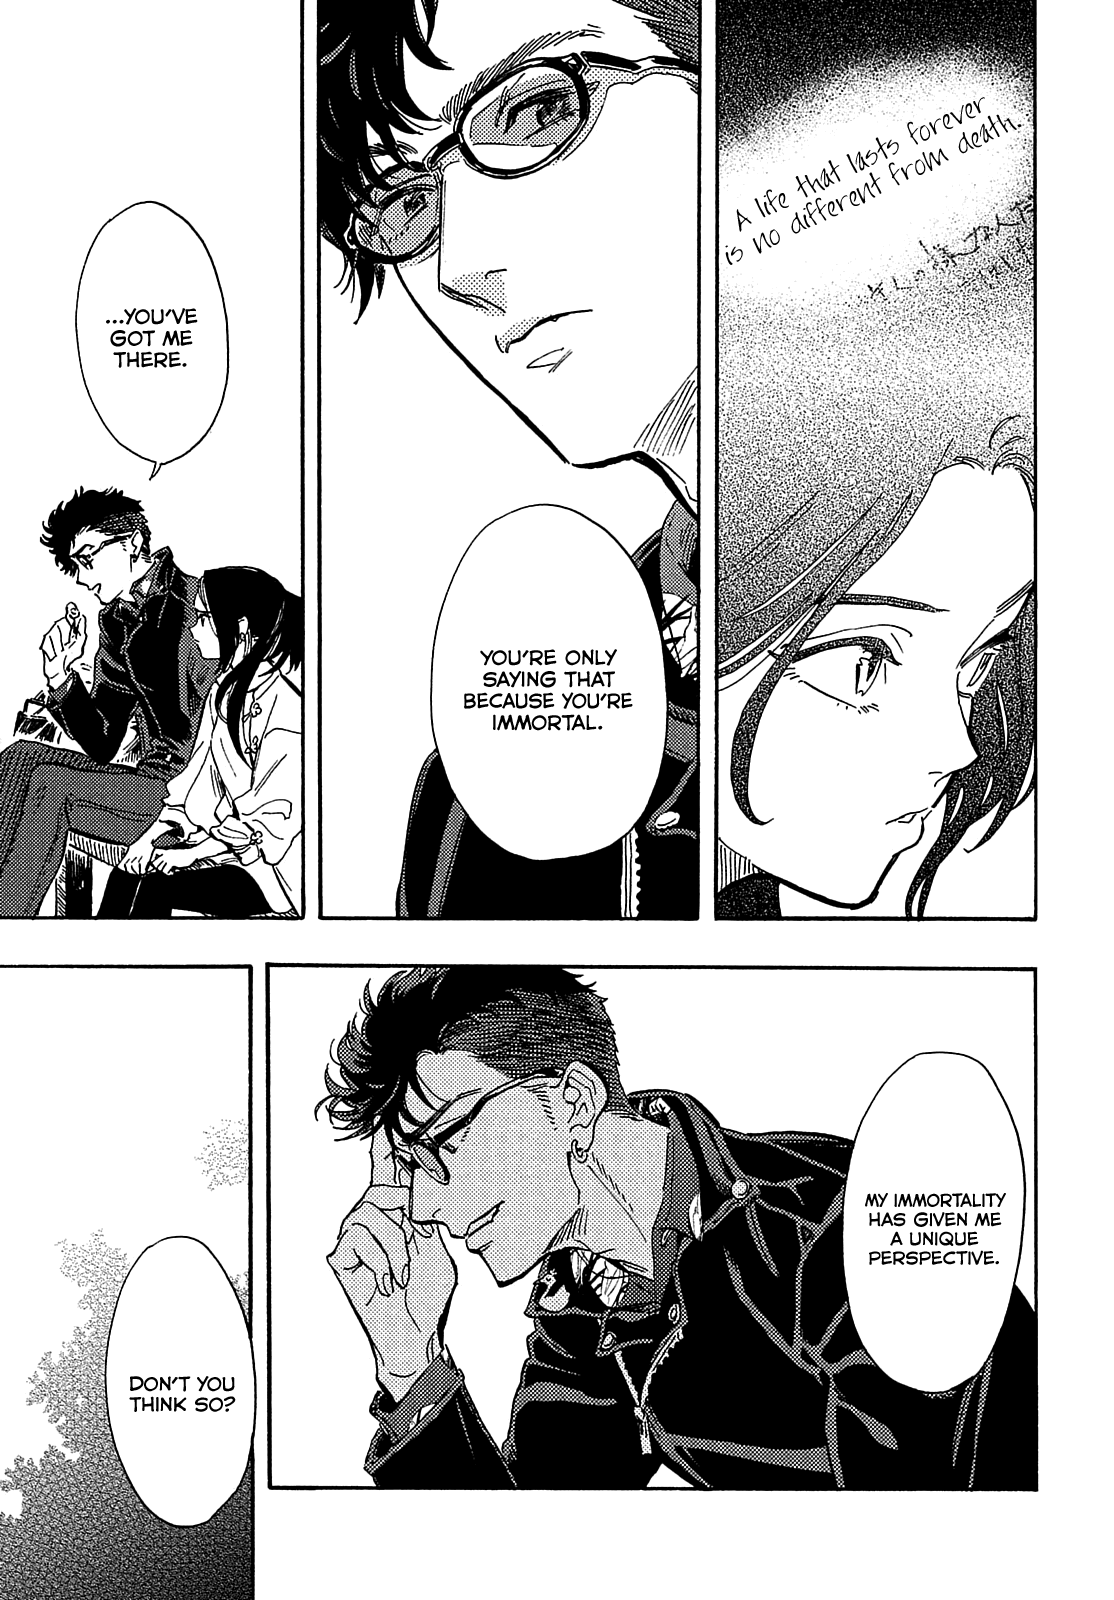 A life that lasts forever
is no different from death.
YOU'RE ONLY
SAYING THAT
BECAUSE YOU'RE
IMMORTAL.
...YOU'VE
GOT ME
THERE.
MY IMMORTALITY
HAS GIVEN ME
A UNIQUE
PERSPECTIVE.
DON'T YOU
THINK SO?